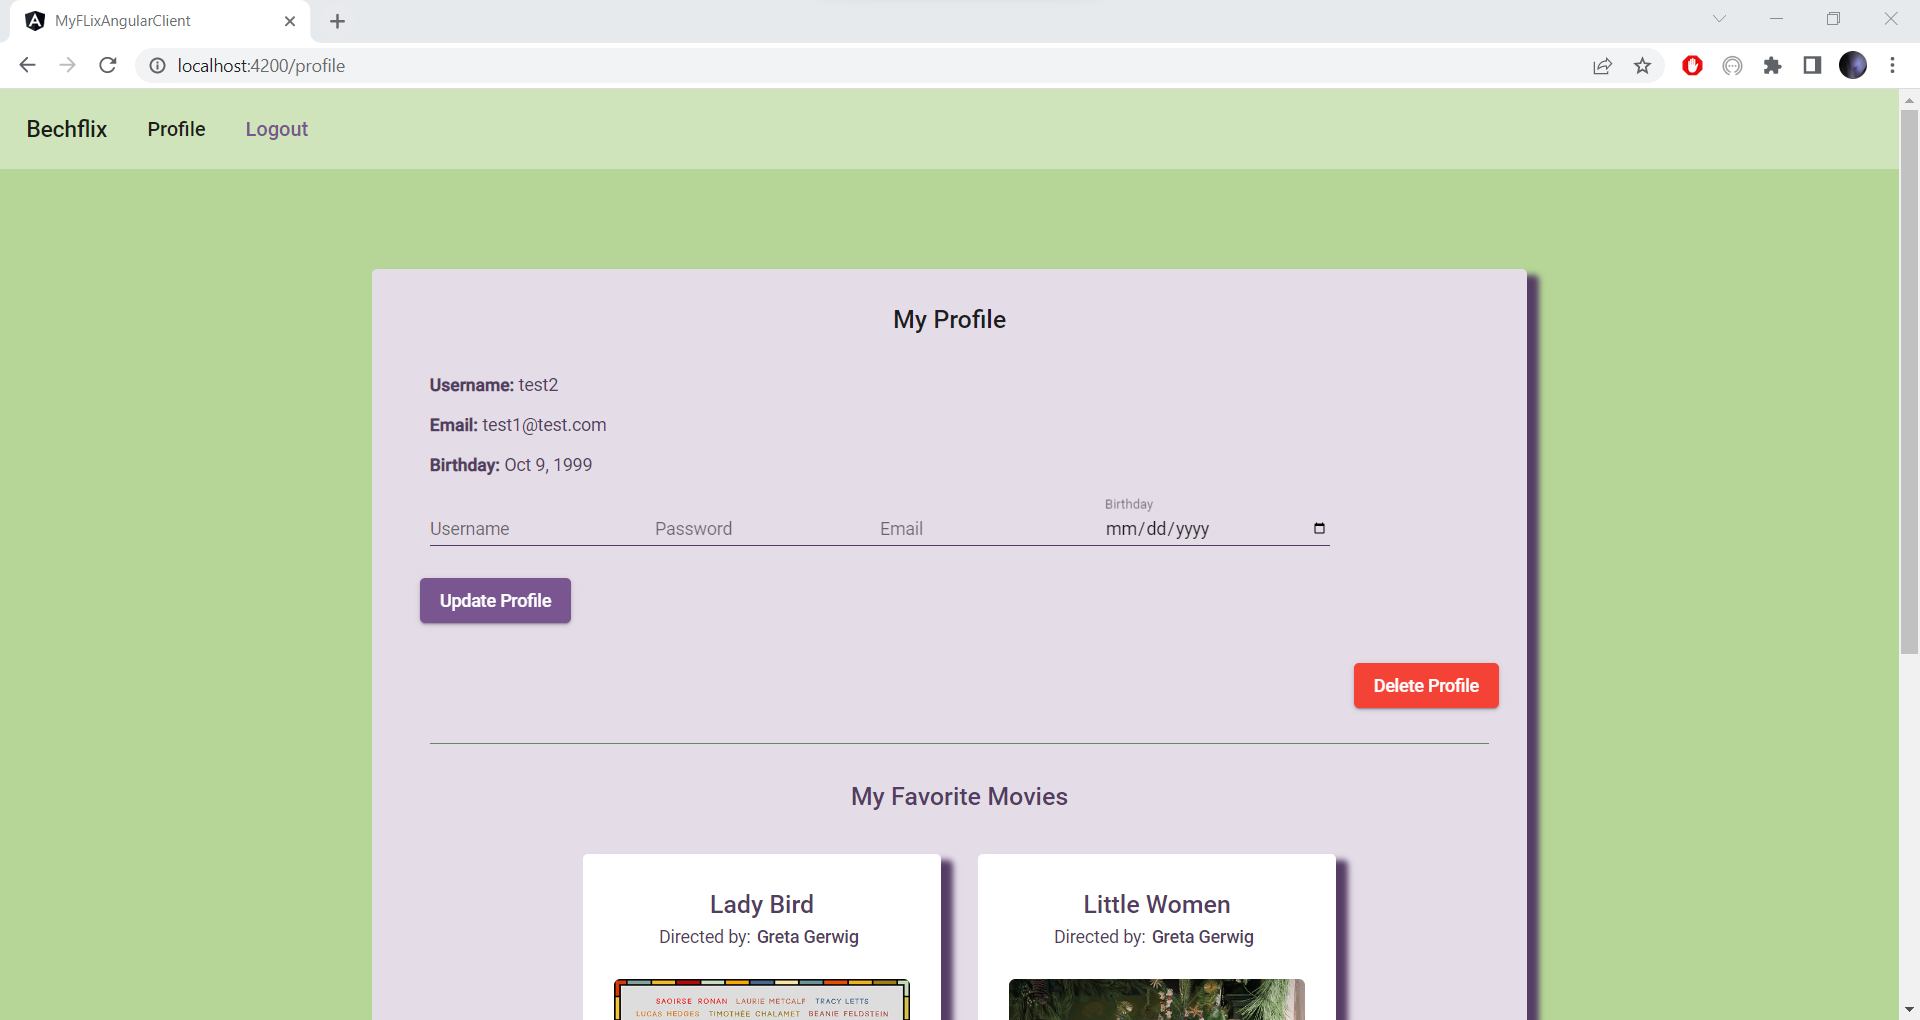 MyFLixAngularClient
localhost:4200/profile
Bechflix Profile Logout
My Profile
Username: test2
Email: test1@test.com
Birthday: Oct 9, 1999
Birthday
Username Password Email mm/dd/yyyy
Update Profile
Delete Profile
My Favorite Movies
Lady Bird
Directed by: Greta Gerwig
SAOIRSE RONAN LAURIE METCALF TRACY LETTS
LUCAS HEDGES TIMOTHÉE CHALAMET BEANIE FELDSTEIN
Little Women
Directed by: Greta Gerwig